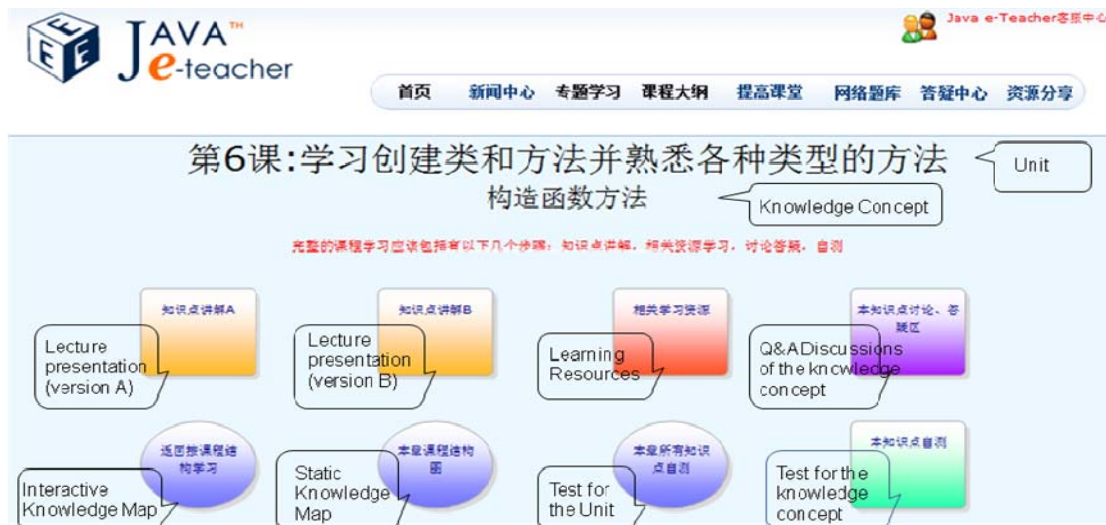 EEE
JAVA™
e-teacher
Java e-Teacher客服中心
首页 新闻中心 专题学习 课程大纲 提高课堂 网络题库 答疑中心 资源分享
第6课:学习创建类和方法并熟悉各种类型的方法
Unit
构造函数方法
Knowledge Concept
完整的课程学习应该包括有以下几个步骤：知识点讲解，相关资源学习，讨论答疑，自测
知识点讲解A
Lecture
presentation
(version A)
知识点讲解B
Lecture
presentation
(version B)
相关学习资源
Learning
Resources
本知识点讨论、答
疑区
Q&ADiscussions
of the knowledge
concept
返回按课程结
构学习
Interactive
Knowledge Map
本章课程结构
图
Static
Knowledge
Map
本章所有知识
点自测
Test for
the Unit
本知识点自测
Test for the
knowledge
concept